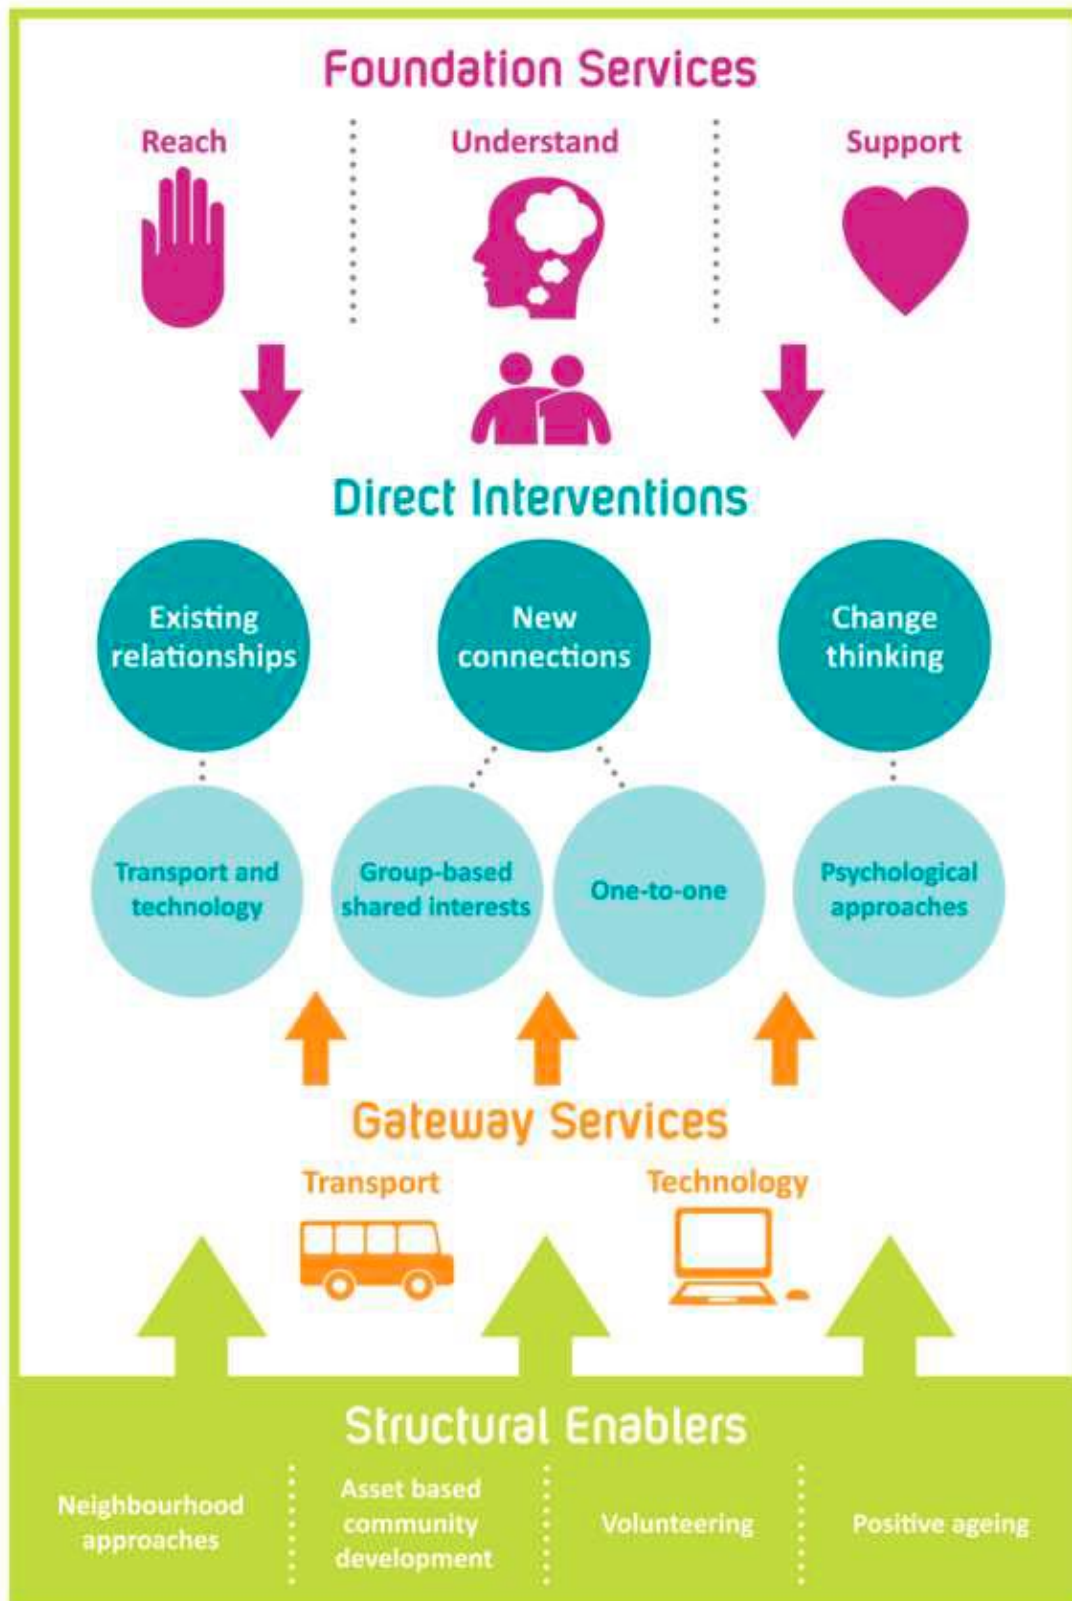 Foundation Services
Reach
Understand
Support
Direct Interventions
Existing
relationships
New
connections
Change
thinking
Transport and
technology
Group-based
shared interests
One-to-one
Psychological
approaches
Gateway Services
Transport
Technology
Structural Enablers
Neighbourhood
approaches
Asset based
community
development
Volunteering
Positive ageing